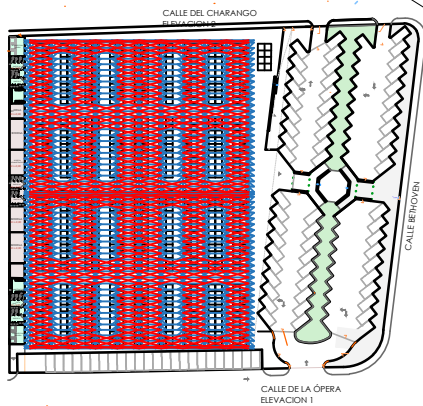 CALLE DEL CHARANGO
ELEVACION 2
CALLE BETHOVEN
CALLE DE LA ÓPERA
ELEVACION 1